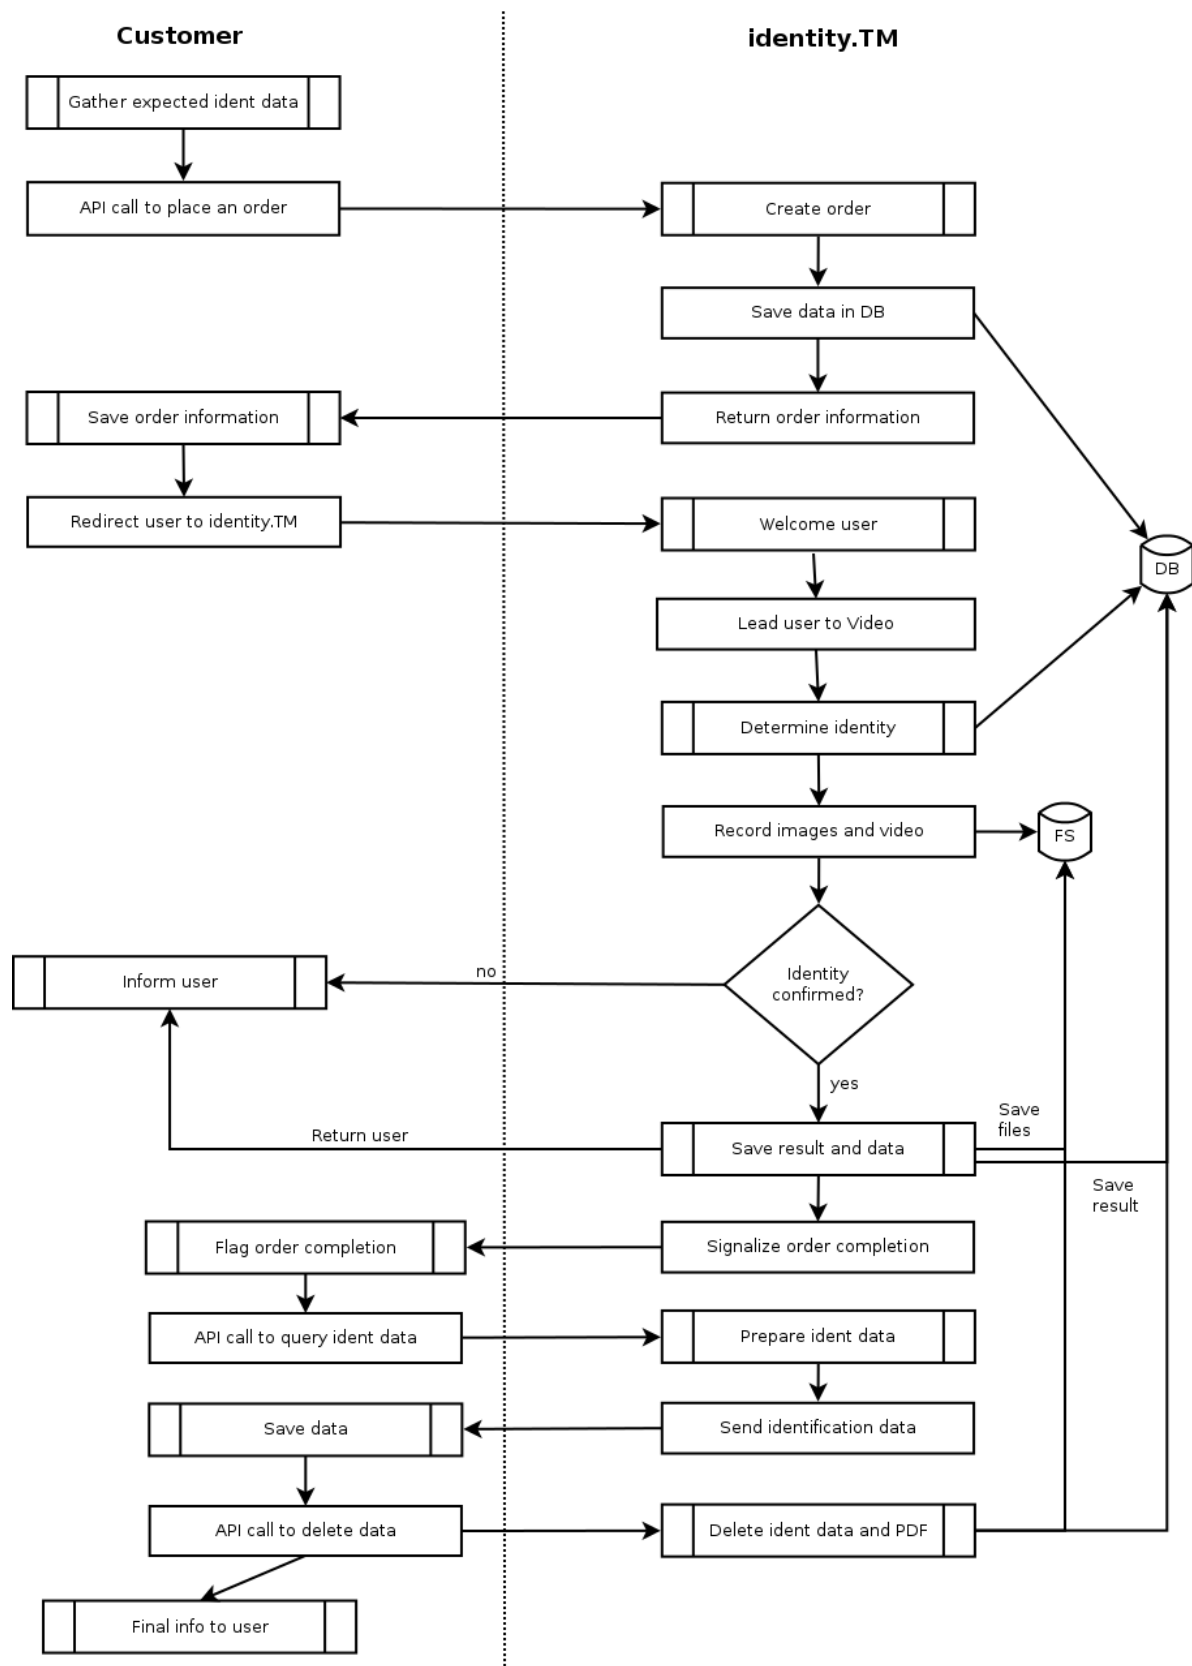 Customer
identity.TM
Gather expected ident data
API call to place an order
Create order
Save data in DB
Save order information
Return order information
Redirect user to identity.TM
Welcome user
DB
Lead user to Video
Determine identity
Record images and video
FS
Inform user
no
Identity
confirmed?
yes
Save
files
Return user
Save result and data
Save
result
Flag order completion
Signalize order completion
API call to query ident data
Prepare ident data
Save data
Send identification data
API call to delete data
Delete ident data and PDF
Final info to user